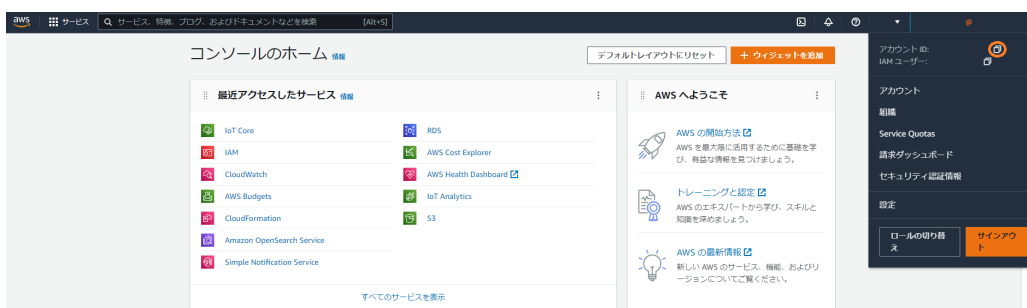 aws
サービス
サービス、特徴、ブログ、およびドキュメントなどを検索
[Alt+S]
@
コンソールのホーム 情報
デフォルトレイアウトにリセット
+ ウィジェットを追加
アカウント ID:
IAM ユーザー:
アカウント
組織
Service Quotas
請求ダッシュボード
セキュリティ認証情報
設定
ロールの切り替
え
サインアウ
ト
最近アクセスしたサービス 情報
IoT Core
IAM
CloudWatch
AWS Budgets
CloudFormation
Amazon OpenSearch Service
Simple Notification Service
RDS
AWS Cost Explorer
AWS Health Dashboard
IoT Analytics
S3
すべてのサービスを表示
AWS へようこそ
AWS の開始方法
AWS を最大限に活用するために基礎を学
び、有益な情報を見つけましょう。
トレーニングと認定
AWS のエキスパートから学び、スキルと
知識を深めましょう。
AWS の最新情報
新しい AWS のサービス、機能、およびリ
ージョンについてご覧ください。